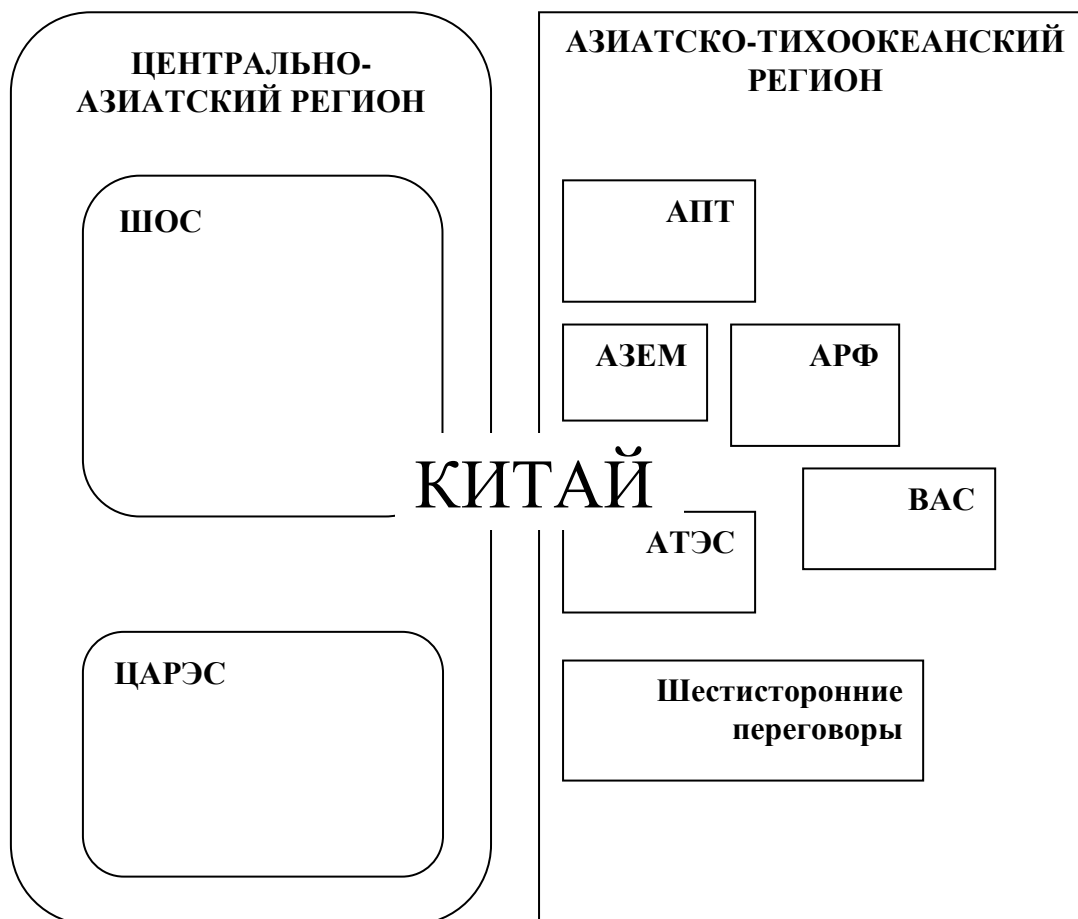 ЦЕНТРАЛЬНО-
АЗИАТСКИЙ РЕГИОН
ШОС
ЦАРЭС
КИТАЙ
АЗИАТСКО-ТИХООКЕАНСКИЙ
РЕГИОН
АПТ
АЗЕМ
АРФ
ВАС
АТЭС
Шестисторонние
переговоры